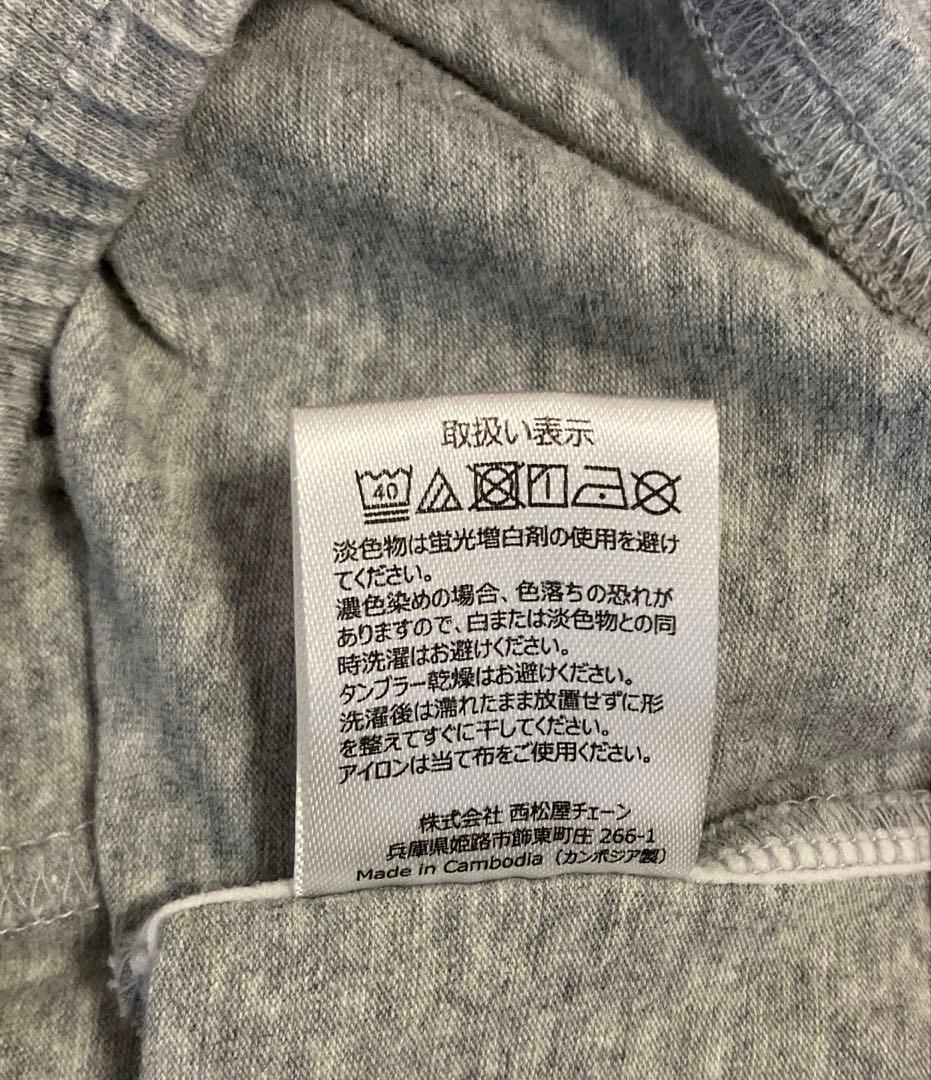 取扱い表示
40
淡色物は蛍光増白剤の使用を避け
てください。
濃色染めの場合、色落ちの恐れが
ありますので、白または淡色物との同
時洗濯はお避けください。
タンブラー乾燥はお避けください。
洗濯後は濡れたまま放置せずに形
を整えてすぐに干してください。
アイロンは当て布をご使用ください。
株式会社 西松屋チェーン
兵庫県姫路市飾東町庄 266-1
Made in Cambodia(カンボジア製)